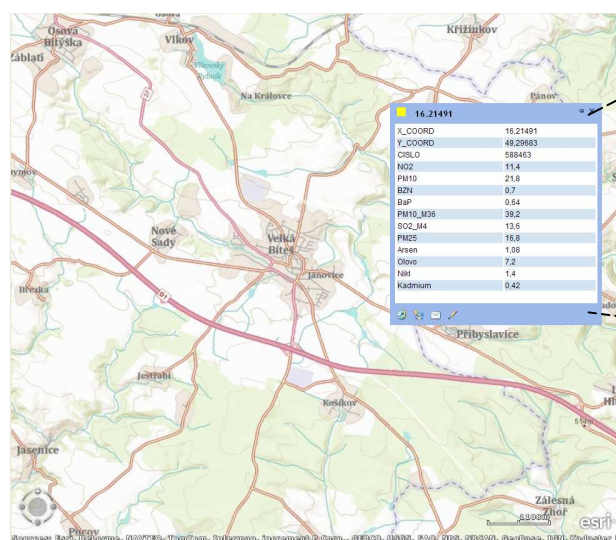 Osová
Bítýška
Vlkov
Křižínkov
Záblatí
Vlkovský
Rybník
Na Královce
Pánov
37
16,21491
X_COORD 16,21491
Y_COORD 49,29683
CISLO 588463
NO2 11,4
PM10 21,8
BZN 0,7
BaP 0,64
PM10_M36 39,2
SO2_M4 13,6
PM25 16,8
Arsen 1,08
Olovo 7,2
Nikl 1,4
Kadmium 0,42
Nové
Sady
Velká
Bíteš
Janovice
Březka
D1
Přibyslavice
Jestřabí
Košíkov
Jasenice
Zálesná
Zhoř
Púcov
1100m
esri